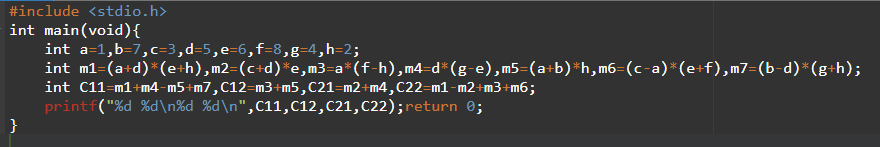 #include <stdio.h>
int main(void){
    int a=1,b=7,c=3,d=5,e=6,f=8,g=4,h=2;
    int m1=(a+d)*(e+h),m2=(c+d)*e,m3=a*(f-h),m4=d*(g-e),m5=(a+b)*h,m6=(c-a)*(e+f),m7=(b-d)*(g+h);
    int C11=m1+m4-m5+m7,C12=m3+m5,C21=m2+m4,C22=m1-m2+m3+m6;
    printf("%d %d\n%d %d\n",C11,C12,C21,C22);return 0;
}